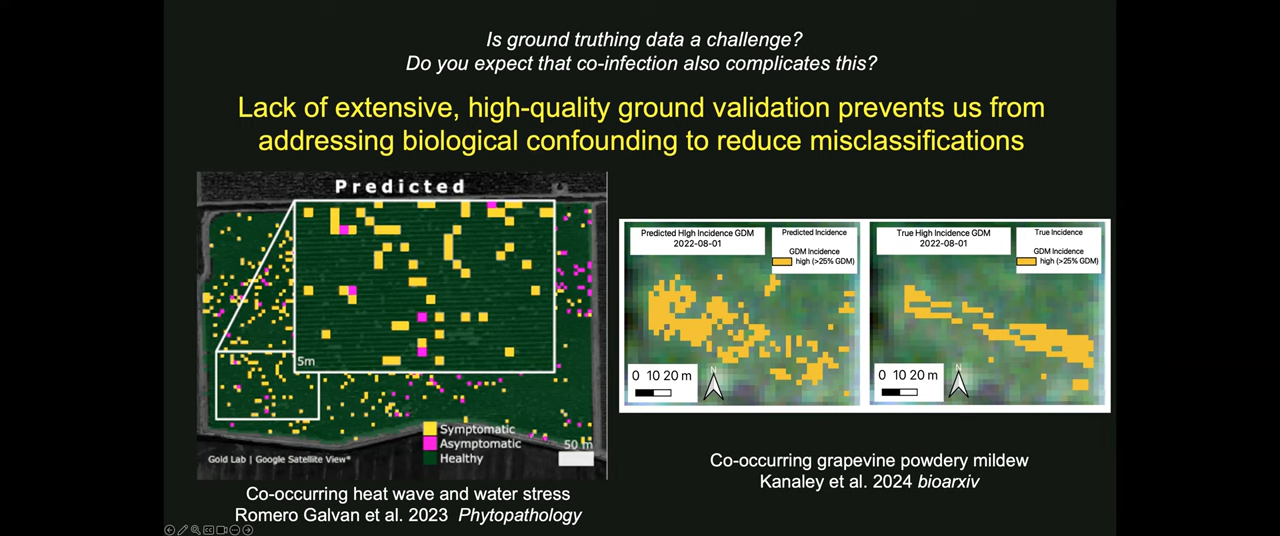 Is ground truthing data a challenge?
Do you expect that co-infection also complicates this?
Lack of extensive, high-quality ground validation prevents us from
addressing biological confounding to reduce misclassifications
Predicted
5m
Symptomatic
Asymptomatic
Healthy
50 m
Gold Lab | Google Satellite View*
Co-occurring heat wave and water stress
Romero Galvan et al. 2023 Phytopathology
Predicted High Incidence GDM
2022-08-01
Predicted Incidence
GDM Incidence
high (>25% GDM)
0 10 20 m
N
True High Incidence GDM
2022-08-01
True Incidence
GDM Incidence
high (>25% GDM)
0 10 20 m
N
Co-occurring grapevine powdery mildew
Kanaley et al. 2024 bioarxiv